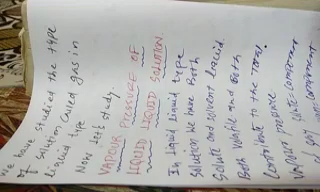 We have studied the type
of solution called gas in
liquid type
Now let's study.
VAPOUR PRESSURE OF
LIQUID LIQUID SOLUTION
In liquid liquid type
solution we have Both
solute and solvent liquid.
Both volatile and Both
contribute to the Total
vapours pressure
of